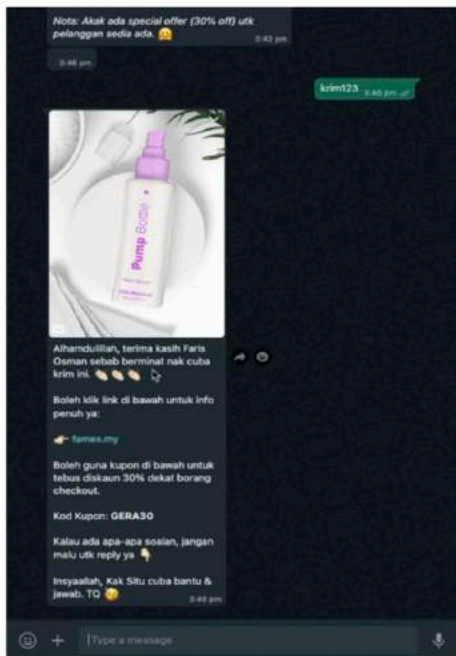 Nota: Akak ada special offer (30% off) utk
pelanggan sedia ada. 🤗
3:42 pm
3:46 pm
krim123 3:46 pm
Pump Bottle
Alhamdulillah, terima kasih Faris
Osman sebab berminat nak cuba
krim ini. 👏🏻👏🏻👏🏻
Boleh klik link di bawah untuk info
penuh ya:
👉🏻 fames.my
Boleh guna kupon di bawah untuk
tebus diskaun 30% dekat borang
checkout.
Kod Kupon: GERA30
Kalau ada apa-apa soalan, jangan
malu utk reply ya 👇🏻
Insyaallah, Kak Situ cuba bantu &
jawab. TQ 😊
3:46 pm
Type a message